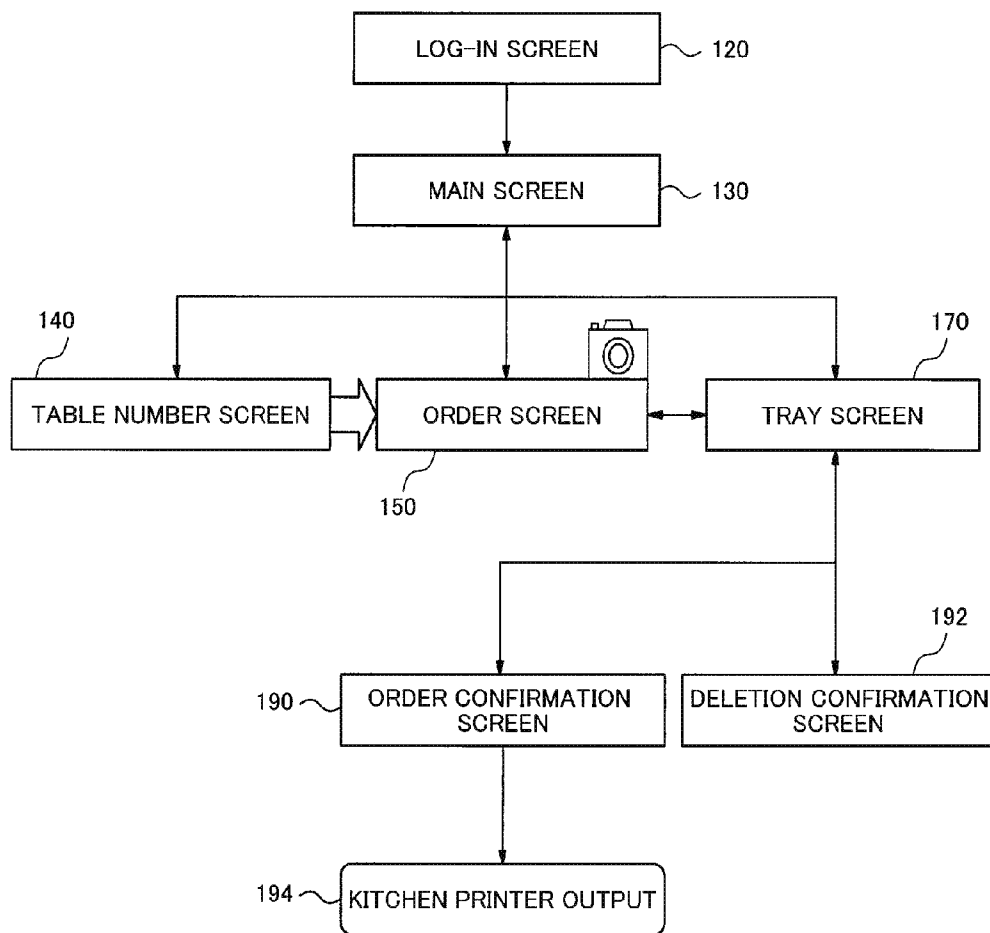 LOG-IN SCREEN
120
MAIN SCREEN
130
140
170
TABLE NUMBER SCREEN
ORDER SCREEN
TRAY SCREEN
150
192
190
ORDER CONFIRMATION
SCREEN
DELETION CONFIRMATION
SCREEN
194
KITCHEN PRINTER OUTPUT